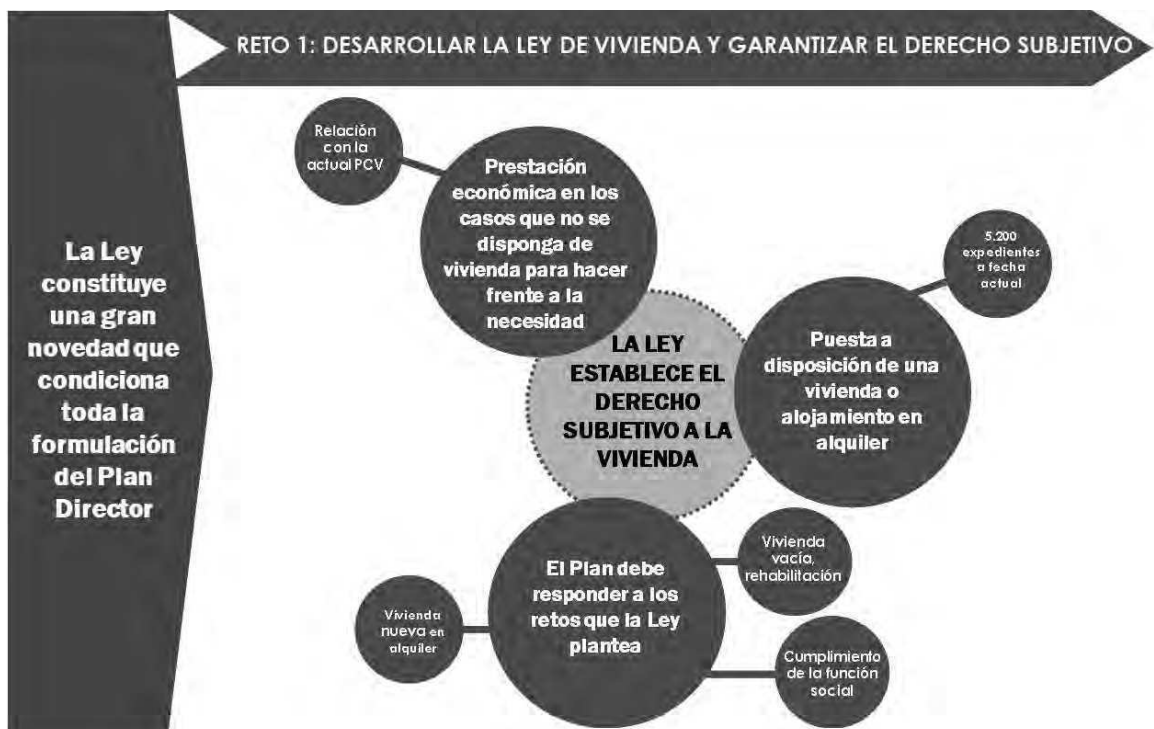 RETO 1: DESARROLLAR LA LEY DE VIVIENDA Y GARANTIZAR EL DERECHO SUBJETIVO
La Ley
constituye
una gran
novedad que
condiciona
toda la
formulación
del Plan
Director
Relación
con la
actual PCV
Prestación
económica en los
casos que no se
disponga de
vivienda para hacer
frente a la
necesidad
5.200
expedientes
a fecha
actual
Puesta a
disposición de una
vivienda o
alojamiento en
alquiler
LA LEY
ESTABLECE EL
DERECHO
SUBJETIVO A LA
VIVIENDA
El Plan debe
responder a los
retos que la Ley
plantea
Vivienda
vacía,
rehabilitación
Vivienda
nueva en
alquiler
Cumplimiento
de la función
social